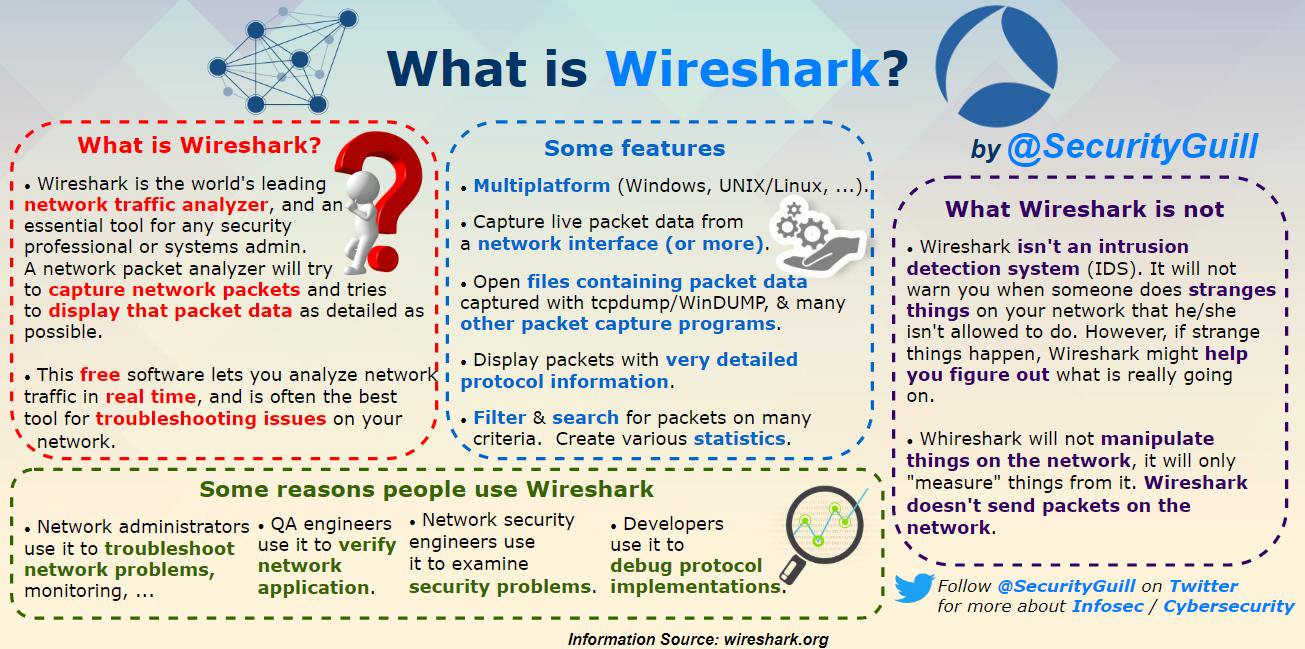 What is Wireshark?
by @SecurityGuill
What is Wireshark?
• Wireshark is the world's leading
network traffic analyzer, and an
essential tool for any security
professional or systems admin.
A network packet analyzer will try
to capture network packets and tries
to display that packet data as detailed as
possible.
• This free software lets you analyze network
traffic in real time, and is often the best
tool for troubleshooting issues on your
network.
Some features
• Multiplatform (Windows, UNIX/Linux, ...).
• Capture live packet data from
a network interface (or more).
• Open files containing packet data
captured with tcpdump/WinDUMP, & many
other packet capture programs.
• Display packets with very detailed
protocol information.
• Filter & search for packets on many
criteria. Create various statistics.
What Wireshark is not
• Wireshark isn't an intrusion
detection system (IDS). It will not
warn you when someone does stranges
things on your network that he/she
isn't allowed to do. However, if strange
things happen, Wireshark might help
you figure out what is really going
on.
• Whireshark will not manipulate
things on the network, it will only
"measure" things from it. Wireshark
doesn't send packets on the
network.
Some reasons people use Wireshark
• Network administrators
use it to troubleshoot
network problems,
monitoring, ...
• QA engineers
use it to verify
network
application.
• Network security
engineers use
it to examine
security problems.
• Developers
use it to
debug protocol
implementations.
Follow @SecurityGuill on Twitter
for more about Infosec / Cybersecurity
Information Source: wireshark.org